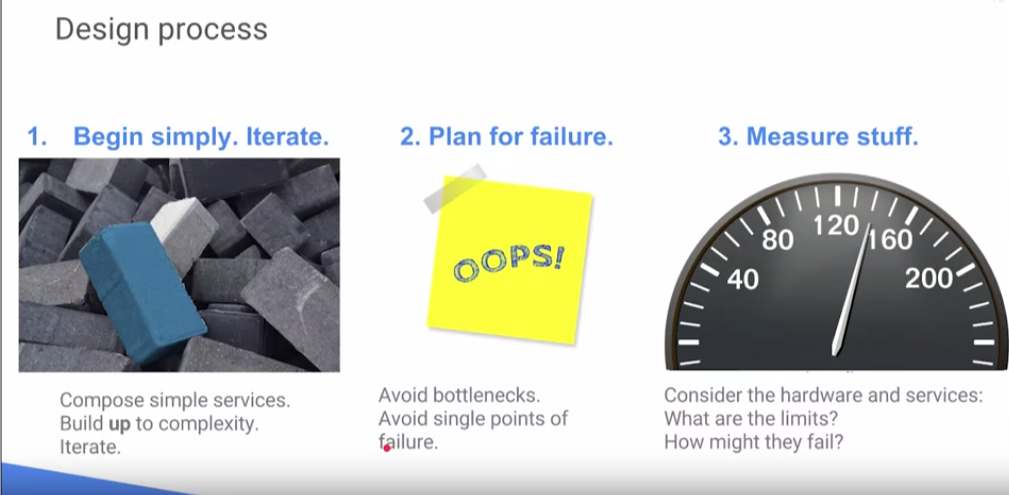 Design process
1. Begin simply. Iterate.
2. Plan for failure.
3. Measure stuff.
OOPS!
40
80
120
160
200
Compose simple services.
Build up to complexity.
Iterate.
Avoid bottlenecks.
Avoid single points of
failure.
Consider the hardware and services:
What are the limits?
How might they fail?